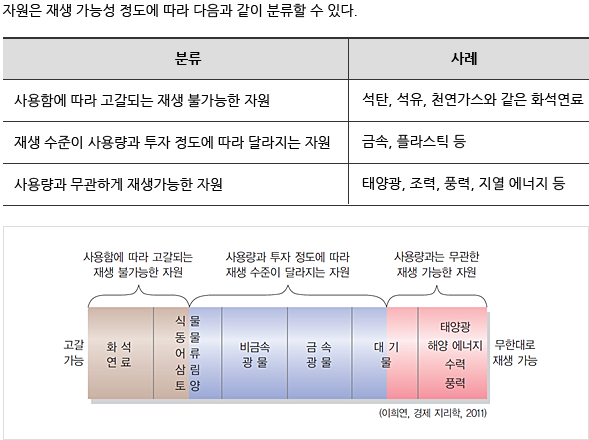 자원은 재생 가능성 정도에 따라 다음과 같이 분류할 수 있다.
분류 사례
사용함에 따라 고갈되는 재생 불가능한 자원 석탄, 석유, 천연가스와 같은 화석연료
재생 수준이 사용량과 투자 정도에 따라 달라지는 자원 금속, 플라스틱 등
사용량과 무관하게 재생가능한 자원 태양광, 조력, 풍력, 지열 에너지 등
사용함에 따라 고갈되는
재생 불가능한 자원
사용량과 투자 정도에 따라
재생 수준이 달라지는 자원
사용량과는 무관한
재생 가능한 자원
고갈
가능
화 석
연 료
식 물
동 물
어 류
삼 림
토 양
비금속
광 물
금 속
광 물
대 기
물
태양광
해양 에너지
수력
풍력
무한대로
재생 가능
(이희연, 경제 지리학, 2011)